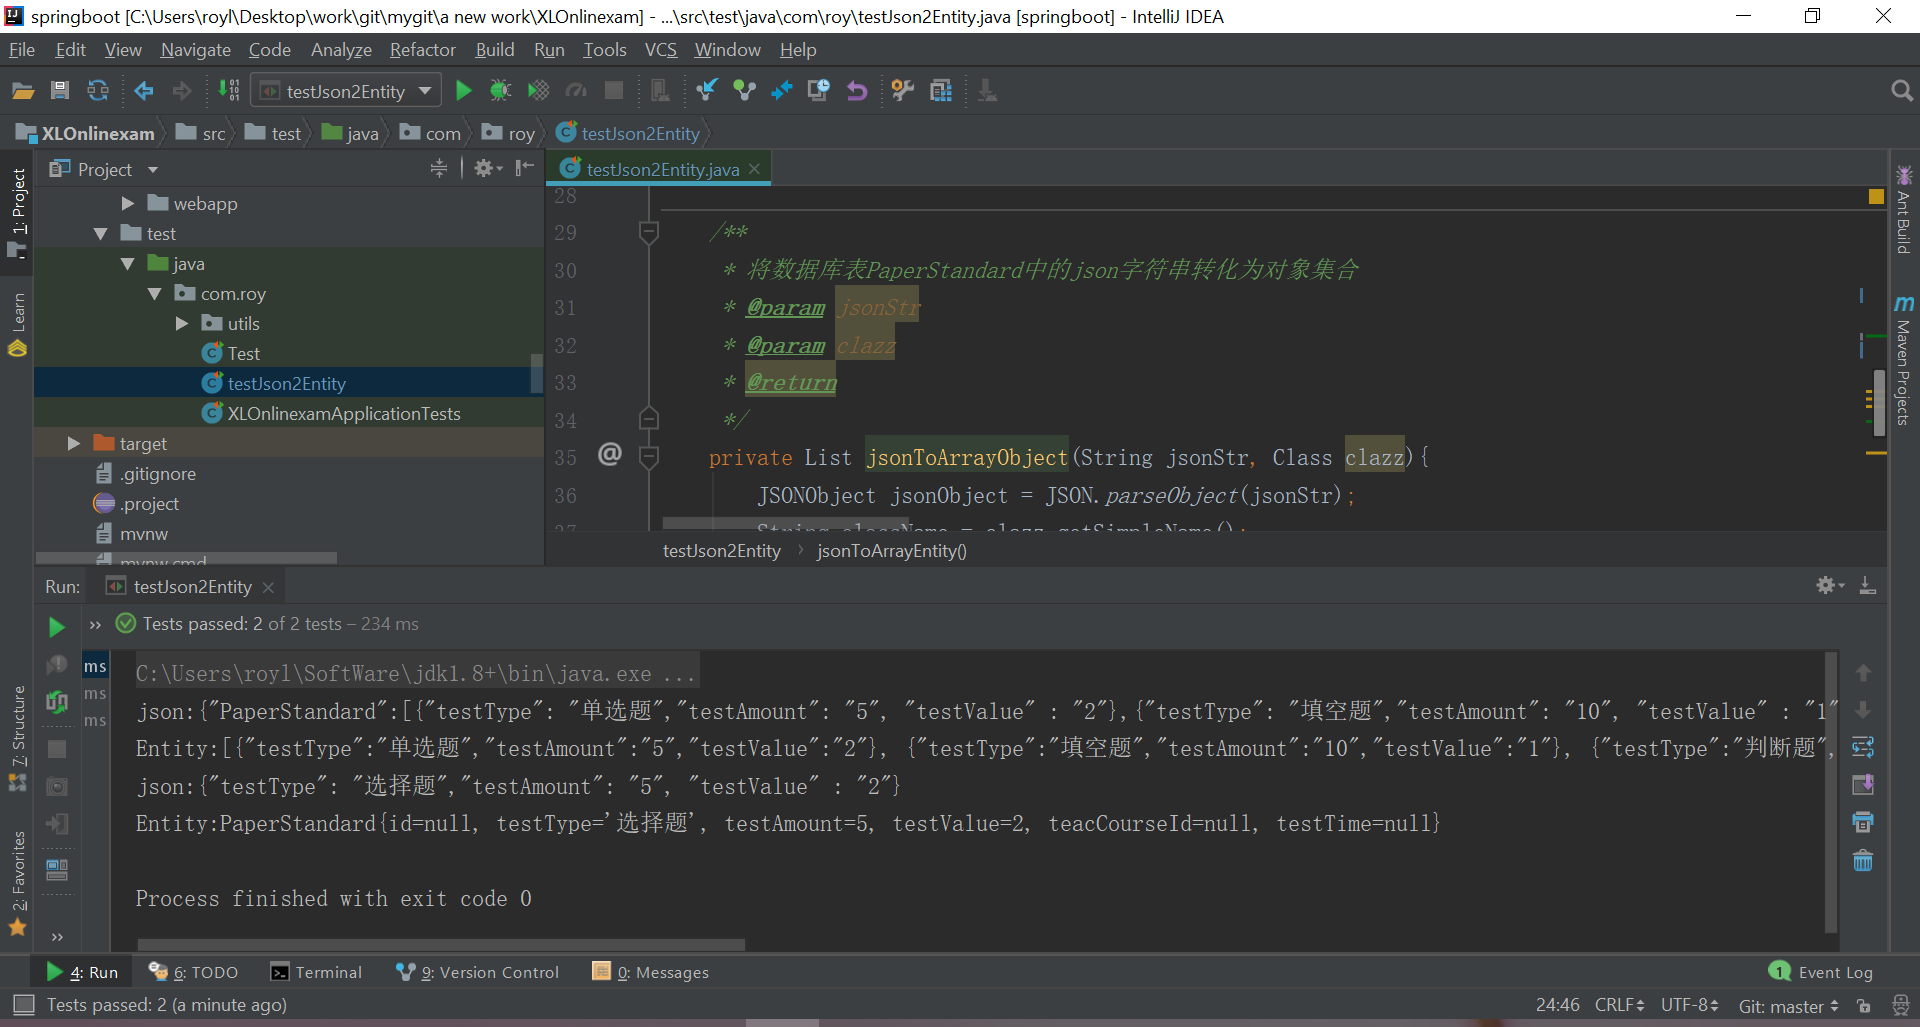 springboot [C:\Users\royl\Desktop\work\git\mygit\a new work\XLOnlinexam] - ...\src\test\java\com\roy\testJson2Entity.java [springboot] - IntelliJ IDEA
File Edit View Navigate Code Analyze Refactor Build Run Tools VCS Window Help
testJson2Entity
XLOnlinexam src test java com roy testJson2Entity
Project
testJson2Entity.java
1: Project
Learn
7: Structure
2: Favorites
webapp
test
java
com.roy
utils
Test
testJson2Entity
XLOnlinexamApplicationTests
target
.gitignore
.project
mvnw
mvnw.cmd
28
29 /**
30 * 将数据库表PaperStandard中的json字符串转化为对象集合
31 * @param jsonStr
32 * @param clazz
33 * @return
34 */
35 @ private List jsonToArrayObject(String jsonStr, Class clazz){
36 JSONObject jsonObject = JSON.parseObject(jsonStr);
37 String className = clazz.getSimpleName();
testJson2Entity › jsonToArrayEntity()
Ant Build
Maven Projects
Run: testJson2Entity
Tests passed: 2 of 2 tests – 234 ms
ms
ms
ms
C:\Users\royl\SoftWare\jdk1.8+\bin\java.exe ...
json:{"PaperStandard":[{"testType": "单选题","testAmount": "5", "testValue" : "2"},{"testType": "填空题","testAmount": "10", "testValue" : "1"
Entity:[{"testType":"单选题","testAmount":"5","testValue":"2"}, {"testType":"填空题","testAmount":"10","testValue":"1"}, {"testType":"判断题",
json:{"testType": "选择题","testAmount": "5", "testValue" : "2"}
Entity:PaperStandard{id=null, testType='选择题', testAmount=5, testValue=2, teacCourseId=null, testTime=null}
Process finished with exit code 0
4: Run 6: TODO Terminal 9: Version Control 0: Messages 1 Event Log
Tests passed: 2 (a minute ago) 24:46 CRLF UTF-8 Git: master